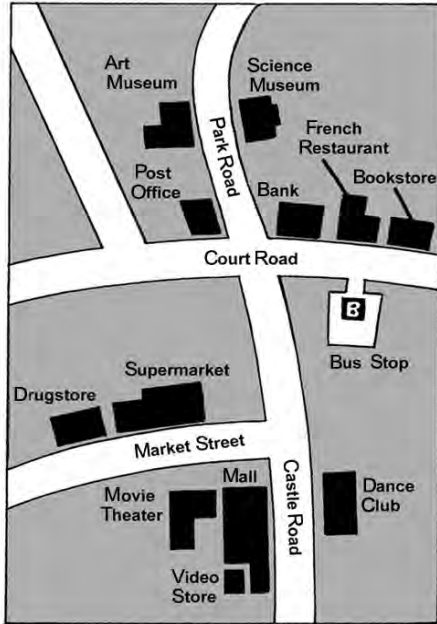 Art
Museum
Science
Museum
Park Road
French
Restaurant
Post
Office
Bank
Bookstore
Court Road
B
Bus Stop
Supermarket
Drugstore
Market Street
Movie
Theater
Mall
Castle Road
Dance
Club
Video
Store